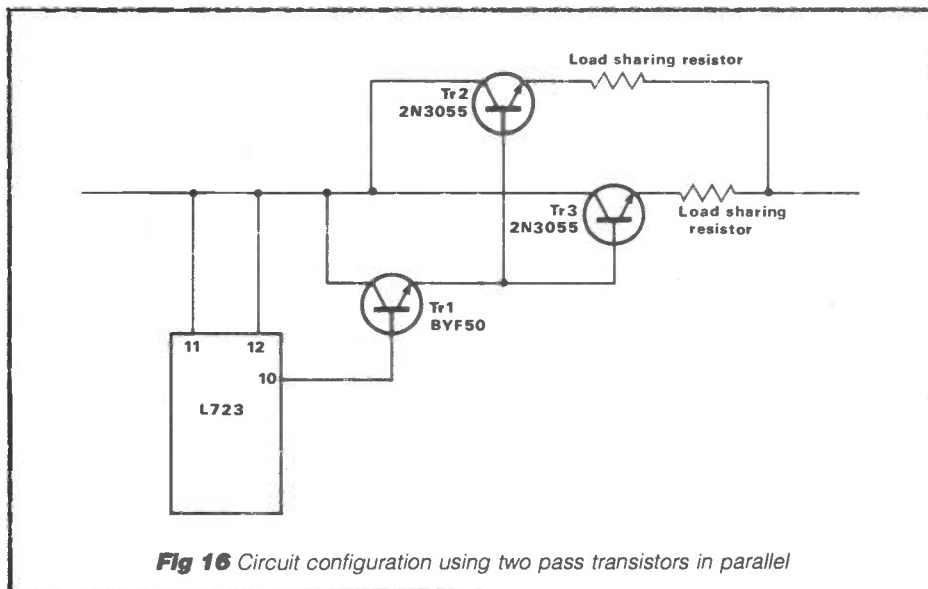 Load sharing resistor
Tr2
2N3055
Tr3
2N3055
Load sharing
resistor
Tr1
BYF50
11 12
10
L723
Fig 16 Circuit configuration using two pass transistors in parallel